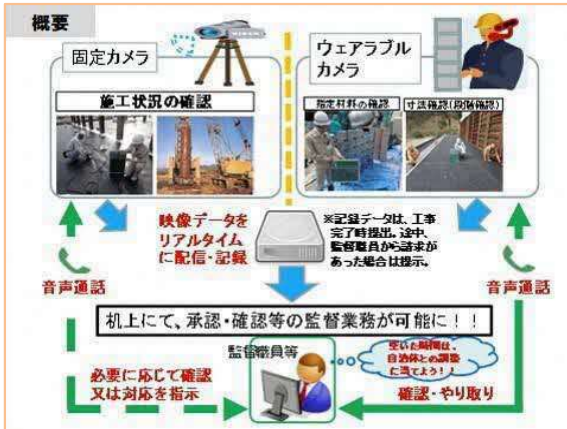 概要
固定カメラ
ウェアラブル
カメラ
施工状況の確認
指定材料の確認
寸法確認(段階確認)
映像データを
リアルタイム
に配信・記録
※記録データは、工事
完了時提出。途中、
監督職員から請求が
あった場合は提示。
音声通話
音声通話
机上にて、承認・確認等の監督業務が可能に！！
監督職員等
空いた時間は、
自治体との調整
に当てよう！！
必要に応じて確認
又は対応を指示
確認・やり取り